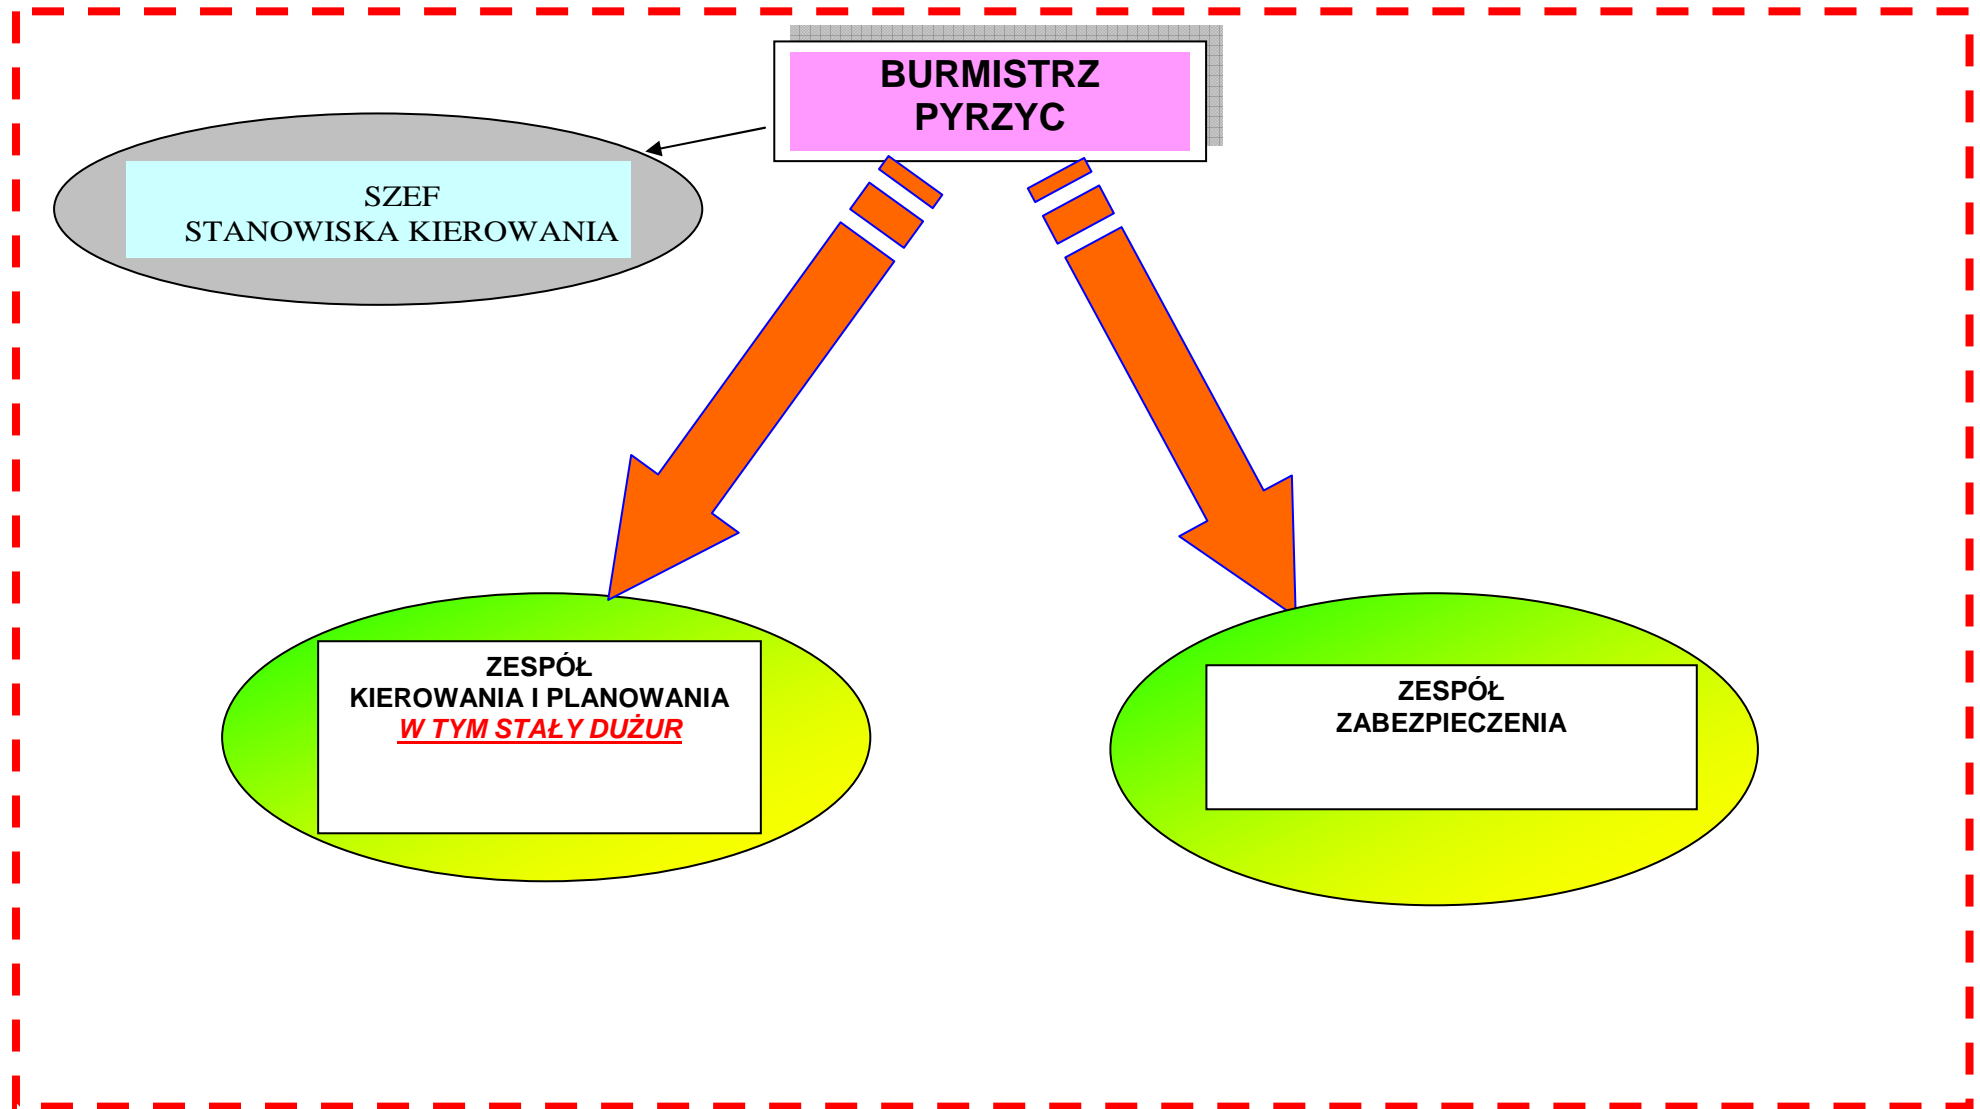 BURMISTRZ
PYRZYC
SZEF
STANOWISKA KIEROWANIA
ZESPÓŁ
KIEROWANIA I PLANOWANIA
W TYM STAŁY DUŻUR
ZESPÓŁ
ZABEZPIECZENIA